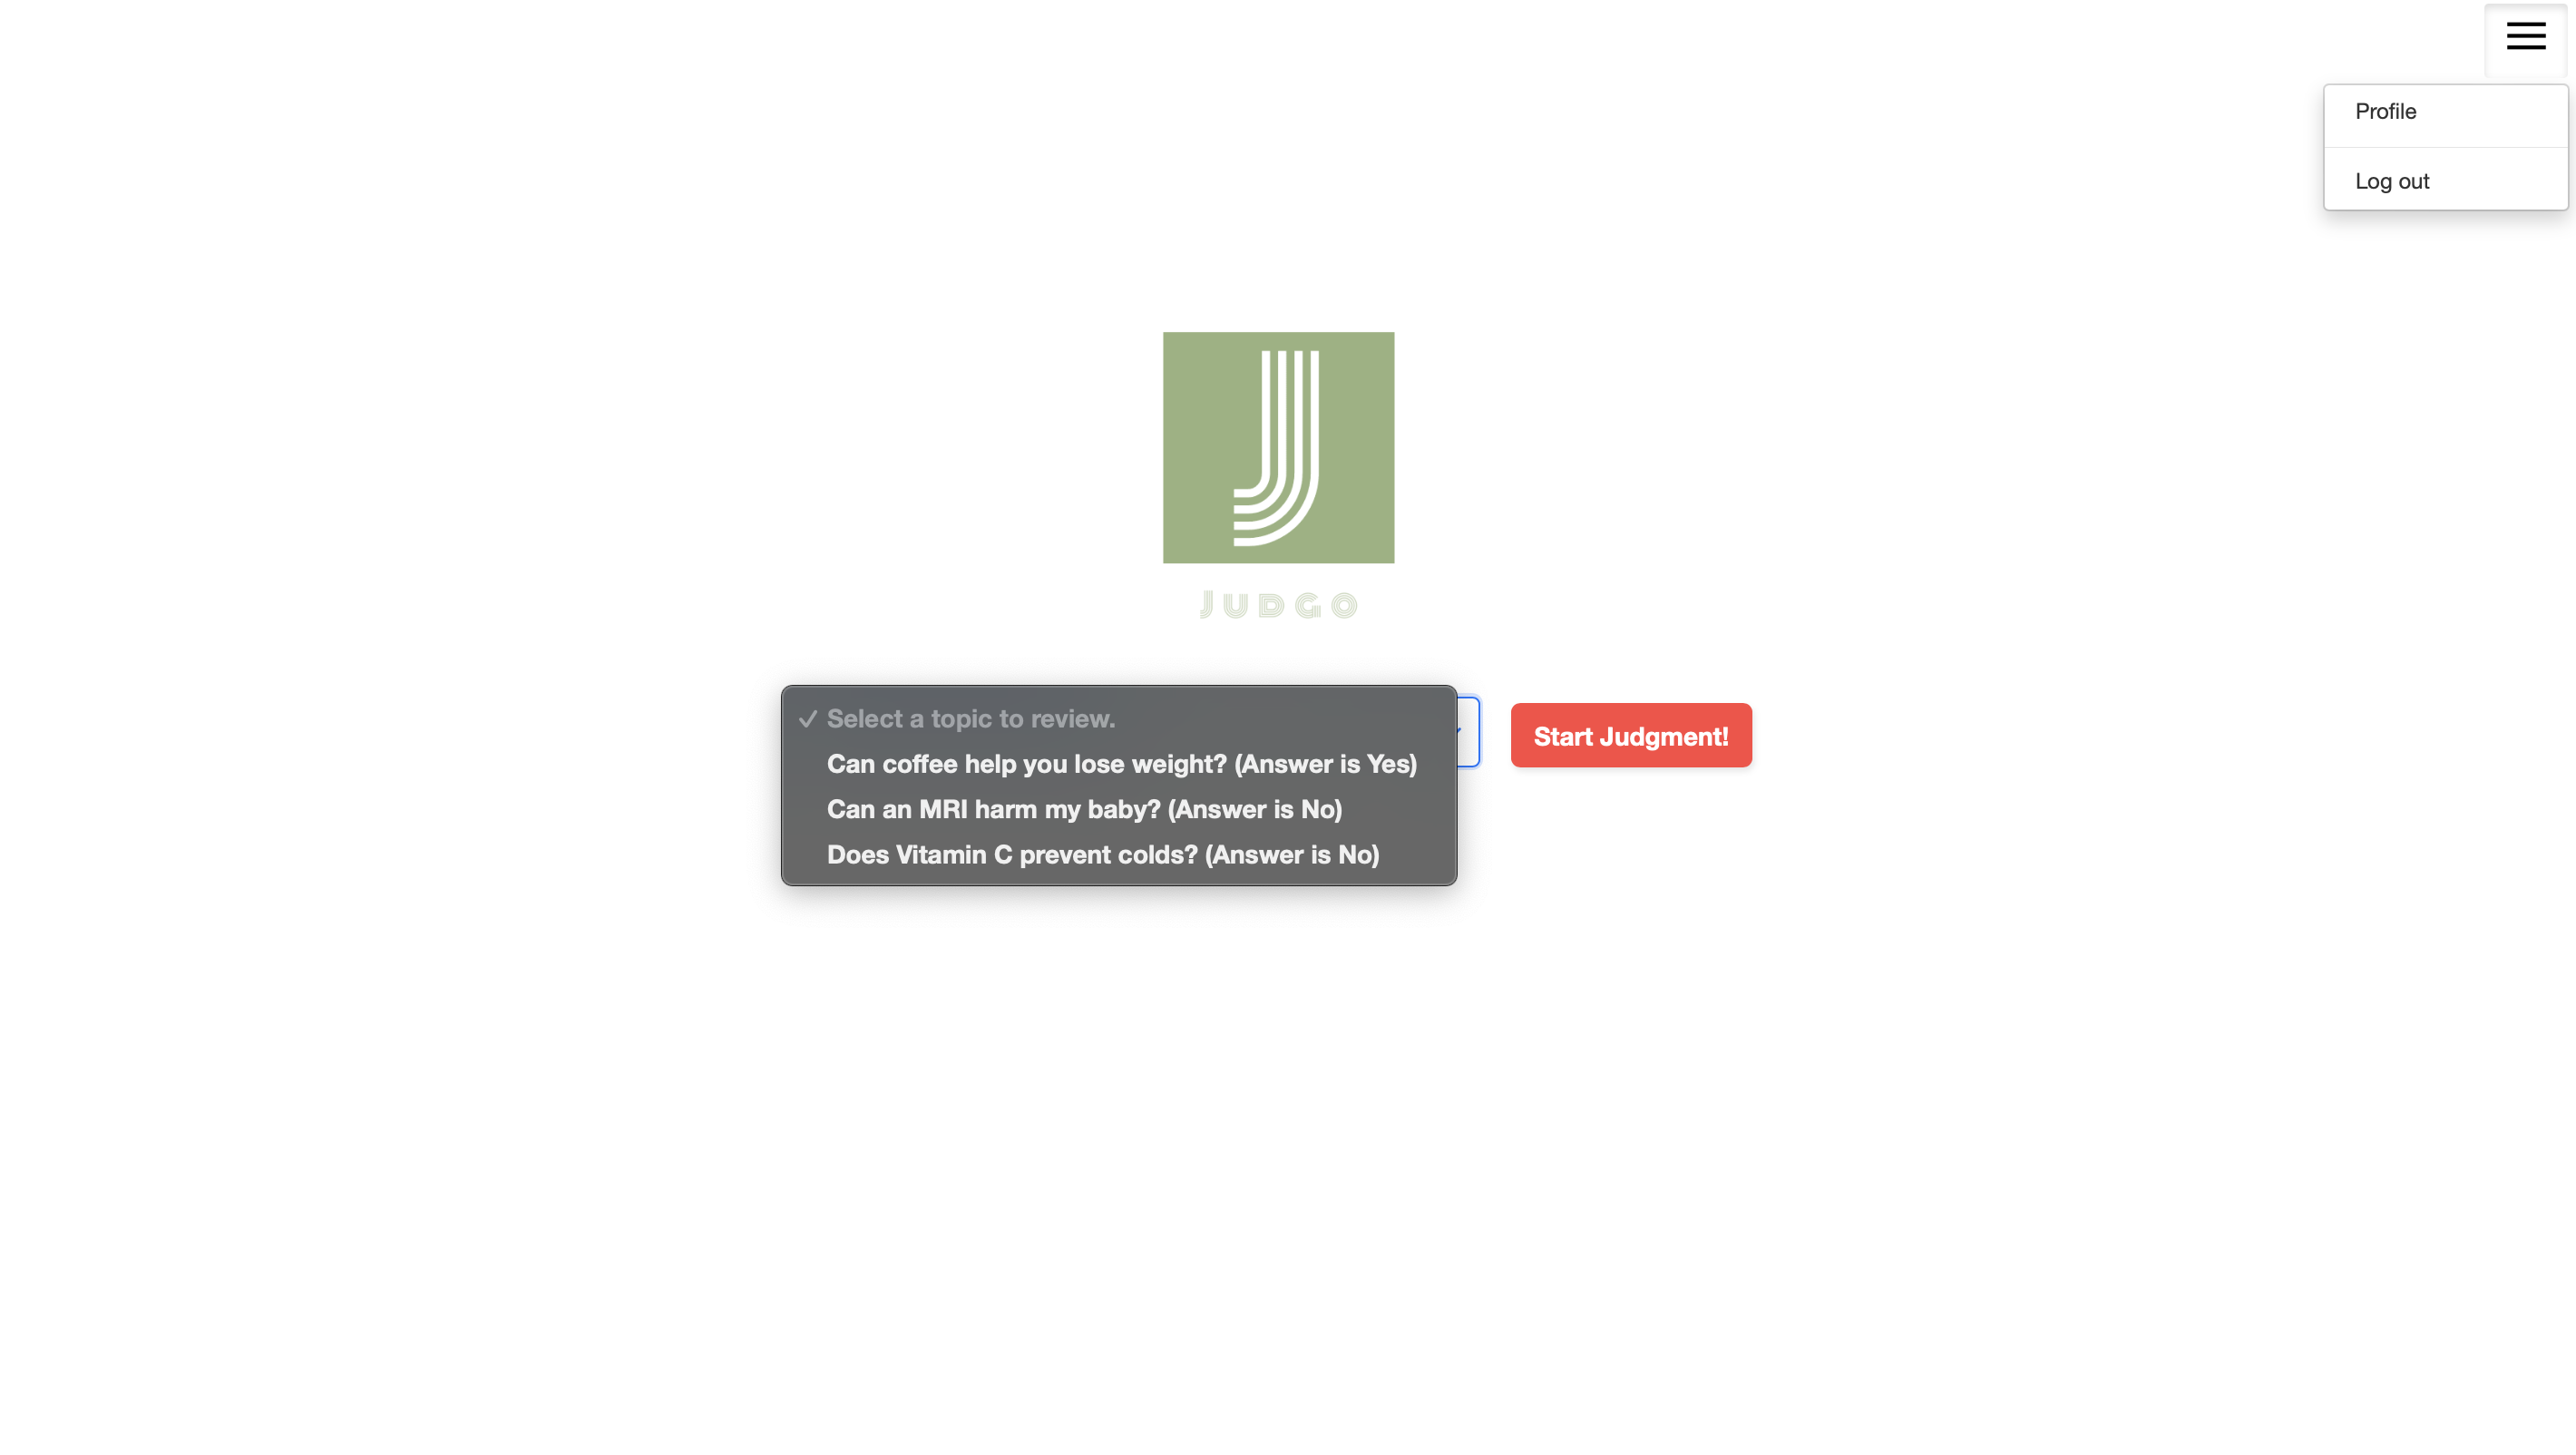 Profile
Log out
J
JUDGO
✓ Select a topic to review.
Can coffee help you lose weight? (Answer is Yes)
Start Judgment!
Can an MRI harm my baby? (Answer is No)
Does Vitamin C prevent colds? (Answer is No)